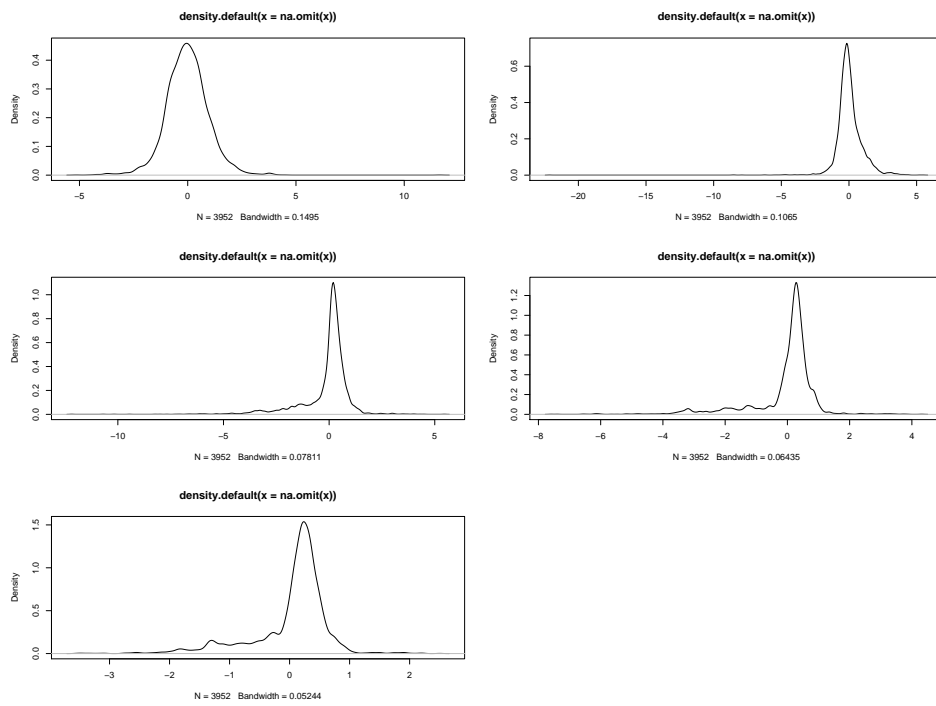 density.default(x = na.omit(x))
Density
0.0 0.1 0.2 0.3 0.4
−5 0 5 10
N = 3952 Bandwidth = 0.1495
density.default(x = na.omit(x))
Density
0.0 0.2 0.4 0.6
−20 −15 −10 −5 0 5
N = 3952 Bandwidth = 0.1065
density.default(x = na.omit(x))
Density
0.0 0.2 0.4 0.6 0.8 1.0
−10 −5 0 5
N = 3952 Bandwidth = 0.07811
density.default(x = na.omit(x))
Density
0.0 0.2 0.4 0.6 0.8 1.0 1.2
−8 −6 −4 −2 0 2 4
N = 3952 Bandwidth = 0.06435
density.default(x = na.omit(x))
Density
0.0 0.5 1.0 1.5
−3 −2 −1 0 1 2
N = 3952 Bandwidth = 0.05244